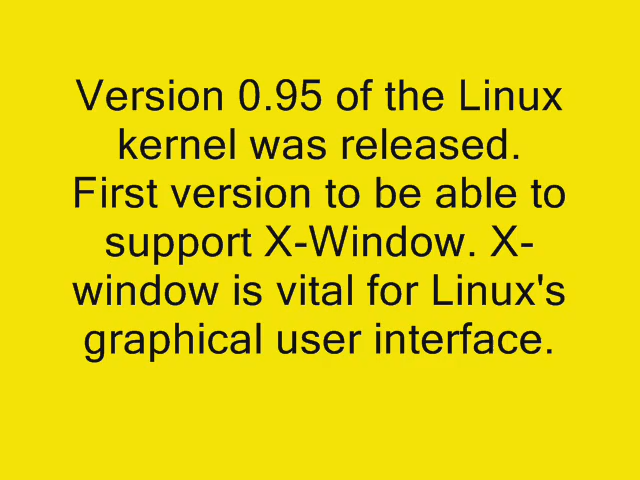 Version 0.95 of the Linux
kernel was released.
First version to be able to
support X-Window. X-
window is vital for Linux's
graphical user interface.